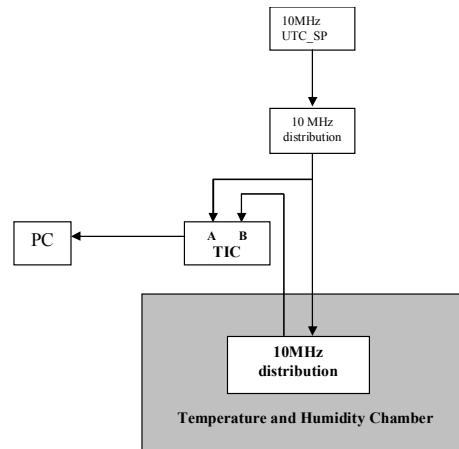 10MHz
UTC_SP
10 MHz
distribution
A B
TIC
PC
10MHz
distribution
Temperature and Humidity Chamber